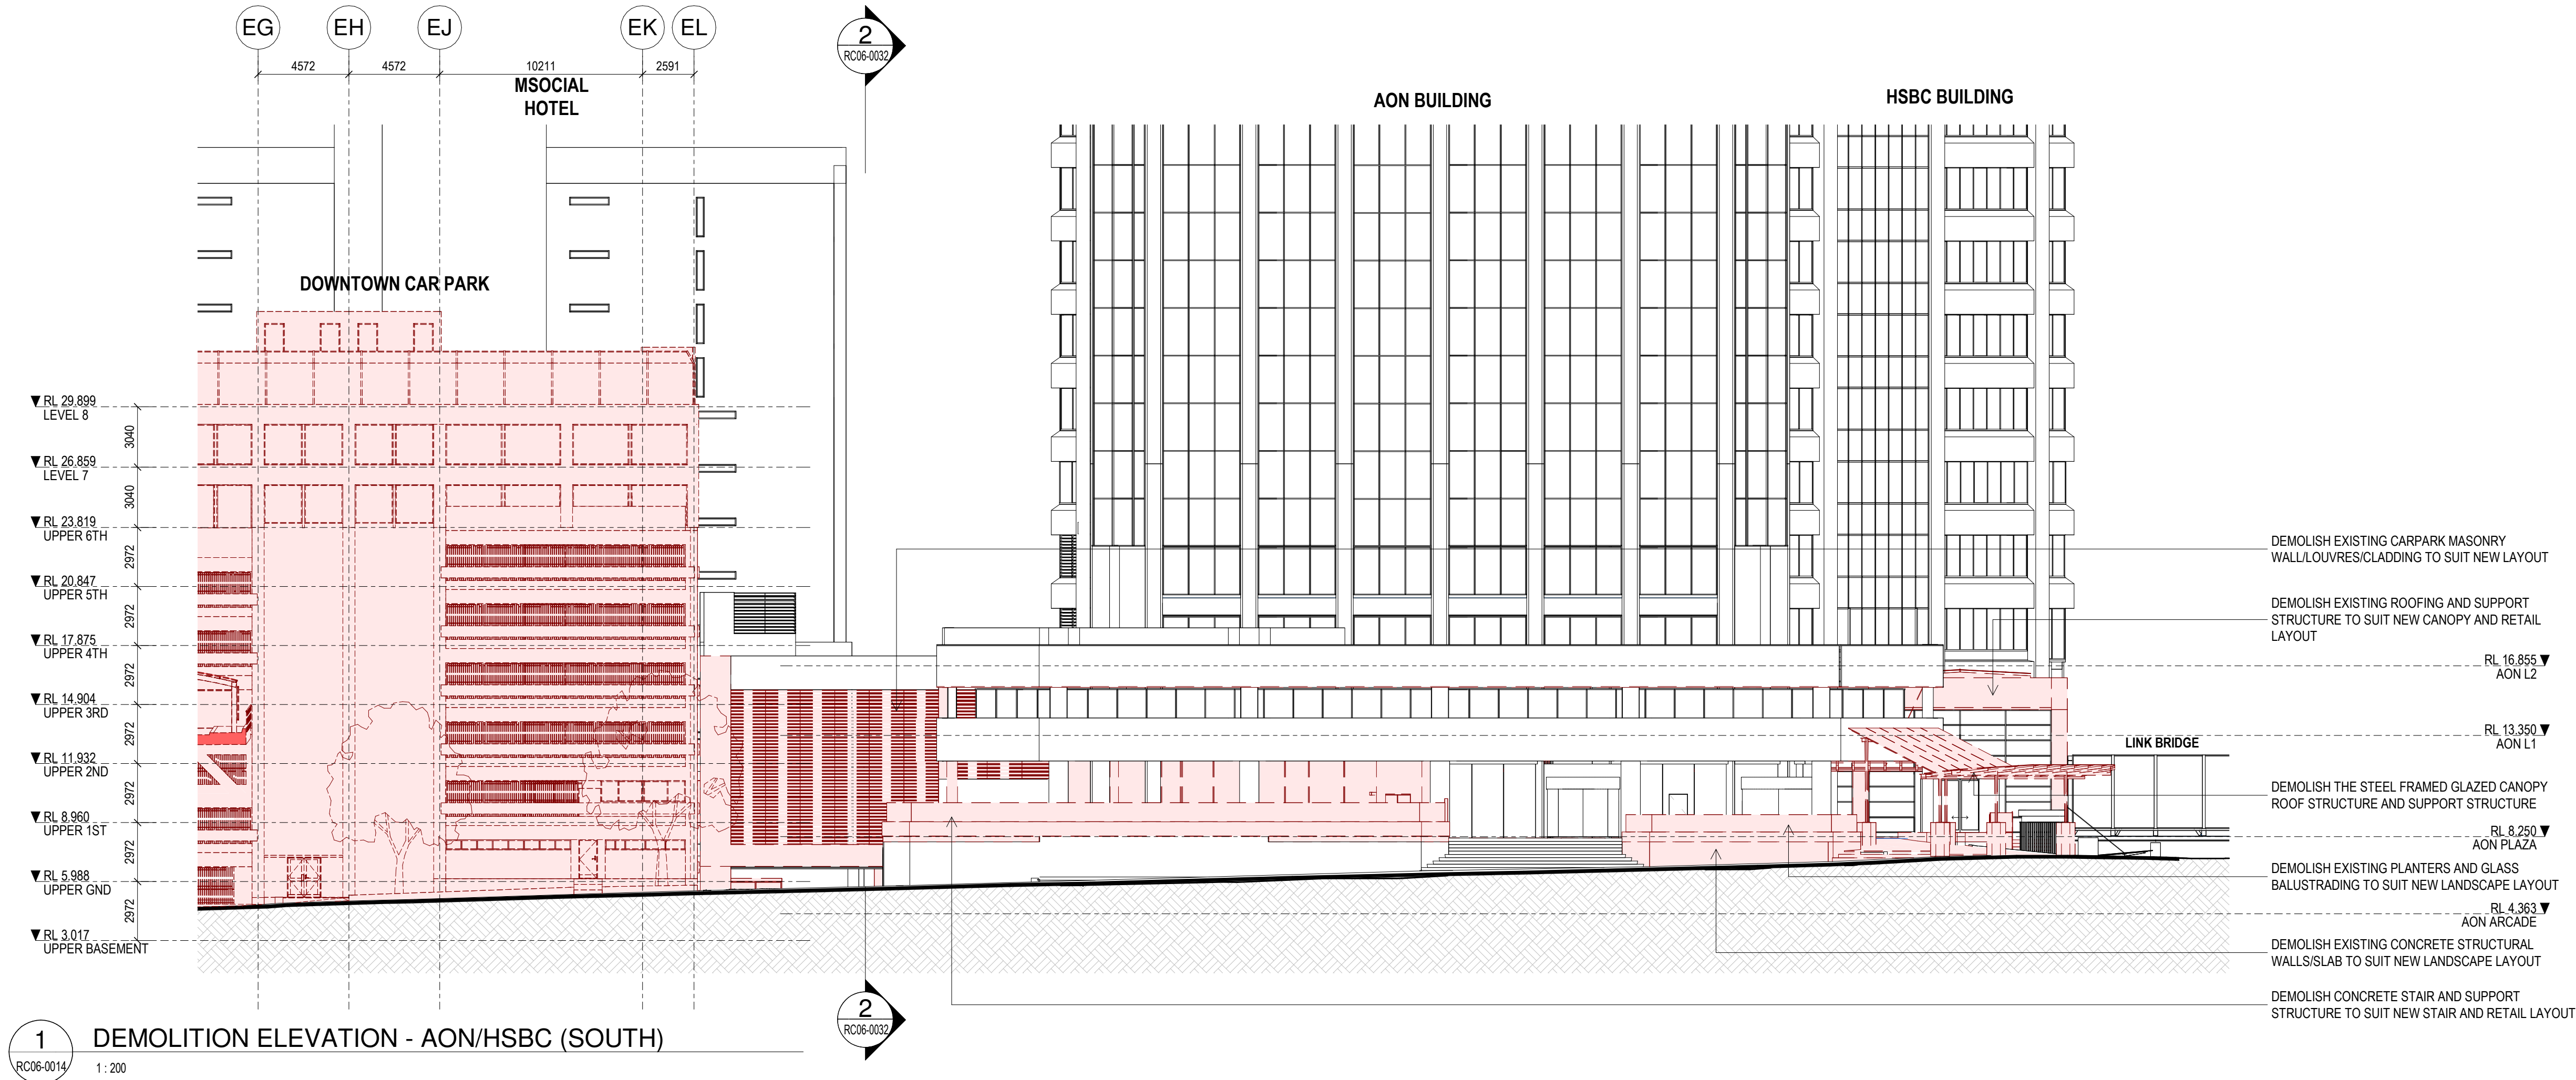 EG
EH
EJ
EK
EL
2
RC06-0032
4572
4572
10211
2591
MSOCIAL
HOTEL
AON BUILDING
HSBC BUILDING
DOWNTOWN CAR PARK
RL 29.899
LEVEL 8
3040
RL 26.859
LEVEL 7
3040
RL 23.819
UPPER 6TH
2972
RL 20.847
UPPER 5TH
2972
RL 17.875
UPPER 4TH
2972
RL 14.904
UPPER 3RD
2972
RL 11.932
UPPER 2ND
2972
RL 8.960
UPPER 1ST
2972
RL 5.988
UPPER GND
2972
RL 3.017
UPPER BASEMENT
DEMOLISH EXISTING CARPARK MASONRY
WALL/LOUVRES/CLADDING TO SUIT NEW LAYOUT
DEMOLISH EXISTING ROOFING AND SUPPORT
STRUCTURE TO SUIT NEW CANOPY AND RETAIL
LAYOUT
RL 16.855
AON L2
RL 13.350
AON L1
LINK BRIDGE
DEMOLISH THE STEEL FRAMED GLAZED CANOPY
ROOF STRUCTURE AND SUPPORT STRUCTURE
RL 8.250
AON PLAZA
DEMOLISH EXISTING PLANTERS AND GLASS
BALUSTRADING TO SUIT NEW LANDSCAPE LAYOUT
RL 4.363
AON ARCADE
DEMOLISH EXISTING CONCRETE STRUCTURAL
WALLS/SLAB TO SUIT NEW LANDSCAPE LAYOUT
DEMOLISH CONCRETE STAIR AND SUPPORT
STRUCTURE TO SUIT NEW STAIR AND RETAIL LAYOUT
2
RC06-0032
1
RC06-0014
DEMOLITION ELEVATION - AON/HSBC (SOUTH)
1 : 200